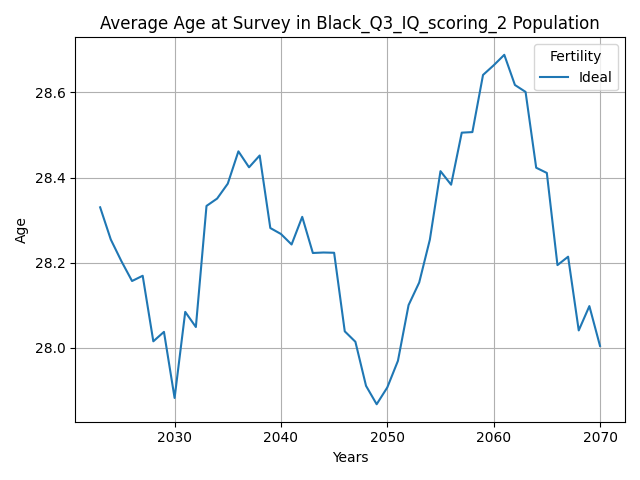 Average Age at Survey in Black_Q3_IQ_scoring_2 Population
Fertility
Ideal
28.6
28.4
28.2
28.0
Age
2030 2040 2050 2060 2070
Years